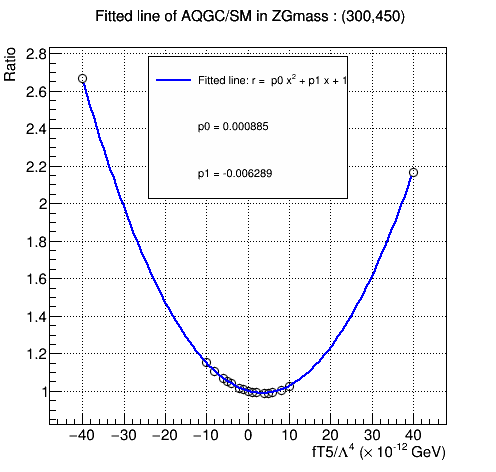 Fitted line of AQGC/SM in ZGmass : (300,450)
Ratio
2.8
2.6
2.4
2.2
2
1.8
1.6
1.4
1.2
1
Fitted line: r = p0 x² + p1 x + 1
p0 = 0.000885
p1 = -0.006289
−40 −30 −20 −10 0 10 20 30 40
fT5/Λ⁴ (× 10⁻¹² GeV)